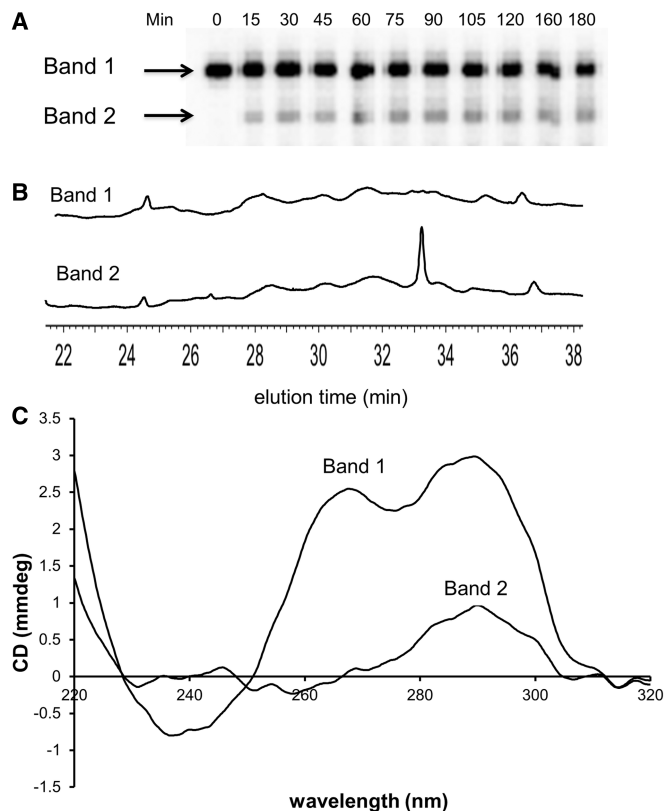 A
Min 0 15 30 45 60 75 90 105 120 160 180
Band 1
Band 2
B
Band 1
Band 2
22 24 26 28 30 32 34 36 38
elution time (min)
C
3.5
3
2.5
2
1.5
1
0.5
0
-0.5
-1
-1.5
CD (mmdeg)
Band 1
Band 2
220 240 260 280 300 320
wavelength (nm)